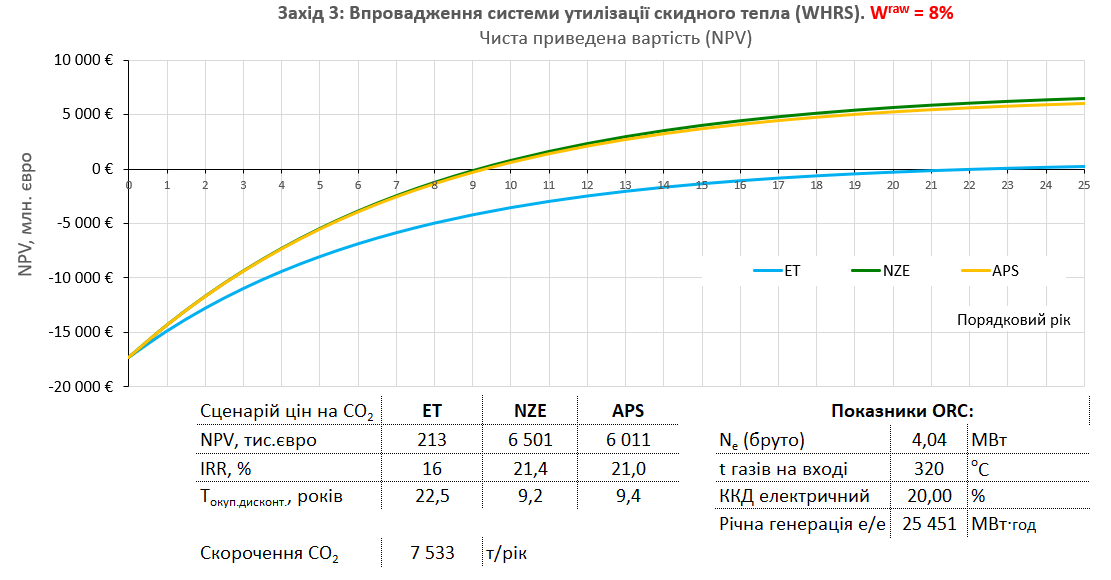 Захід 3: Впровадження системи утилізації скидного тепла (WHRS). Wʳᵃʷ = 8%
Чиста приведена вартість (NPV)
10 000 €
5 000 €
0 €
-5 000 €
-10 000 €
-15 000 €
-20 000 €
NPV, млн. євро
0 1 2 3 4 5 6 7 8 9 10 11 12 13 14 15 16 17 18 19 20 21 22 23 24 25
ET NZE APS
Порядковий рік
Сценарій цін на CO₂ ET NZE APS
NPV, тис.євро 213 6 501 6 011
IRR, % 16 21,4 21,0
Токуп.дисконт., років 22,5 9,2 9,4
Скорочення CO₂ 7 533 т/рік
Показники ORC:
Nₑ (бруто) 4,04 МВт
t газів на вході 320 °C
ККД електричний 20,00 %
Річна генерація е/е 25 451 МВт·год